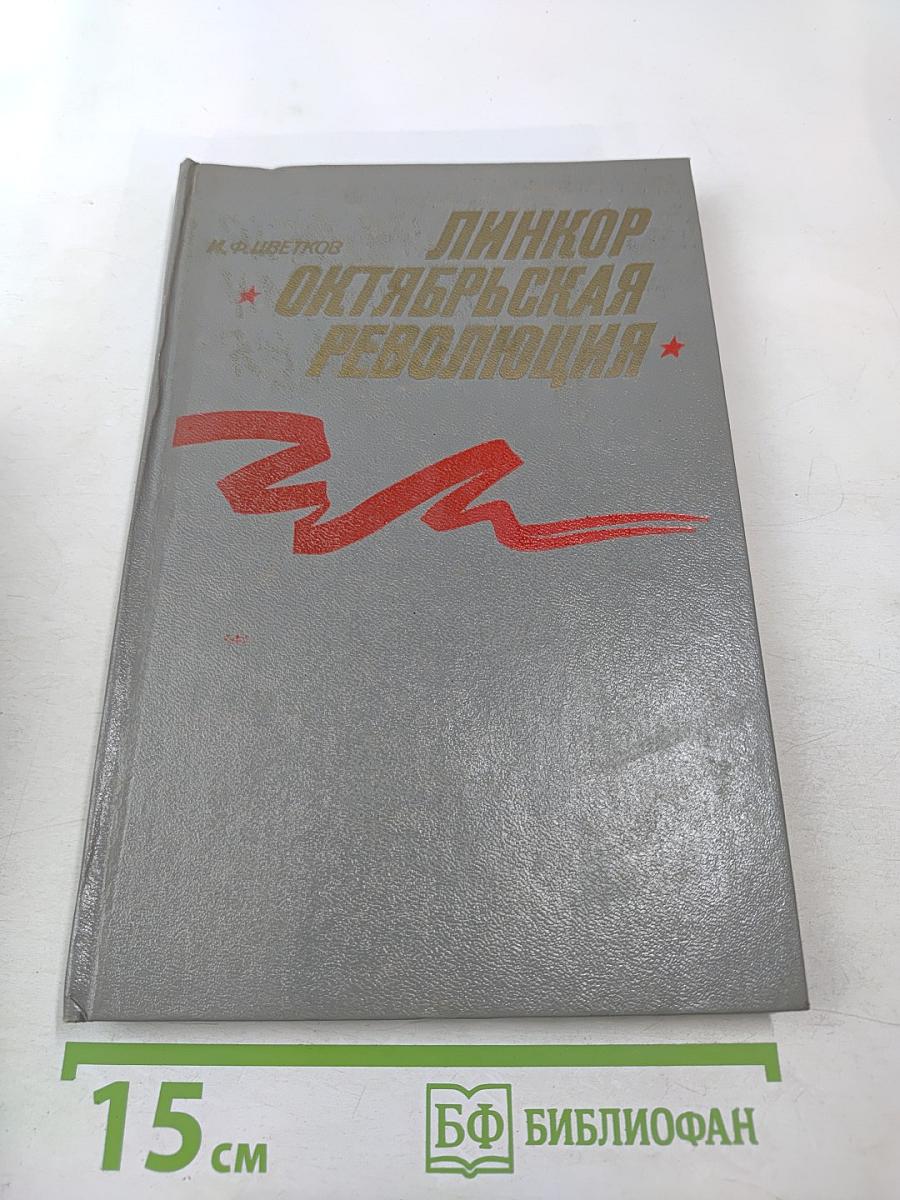 И. Ф. ЦВЕТКОВ
ЛИНКОР
ОКТЯБРЬСКАЯ
РЕВОЛЮЦИЯ
15 см
БФ БИБЛИОФАН